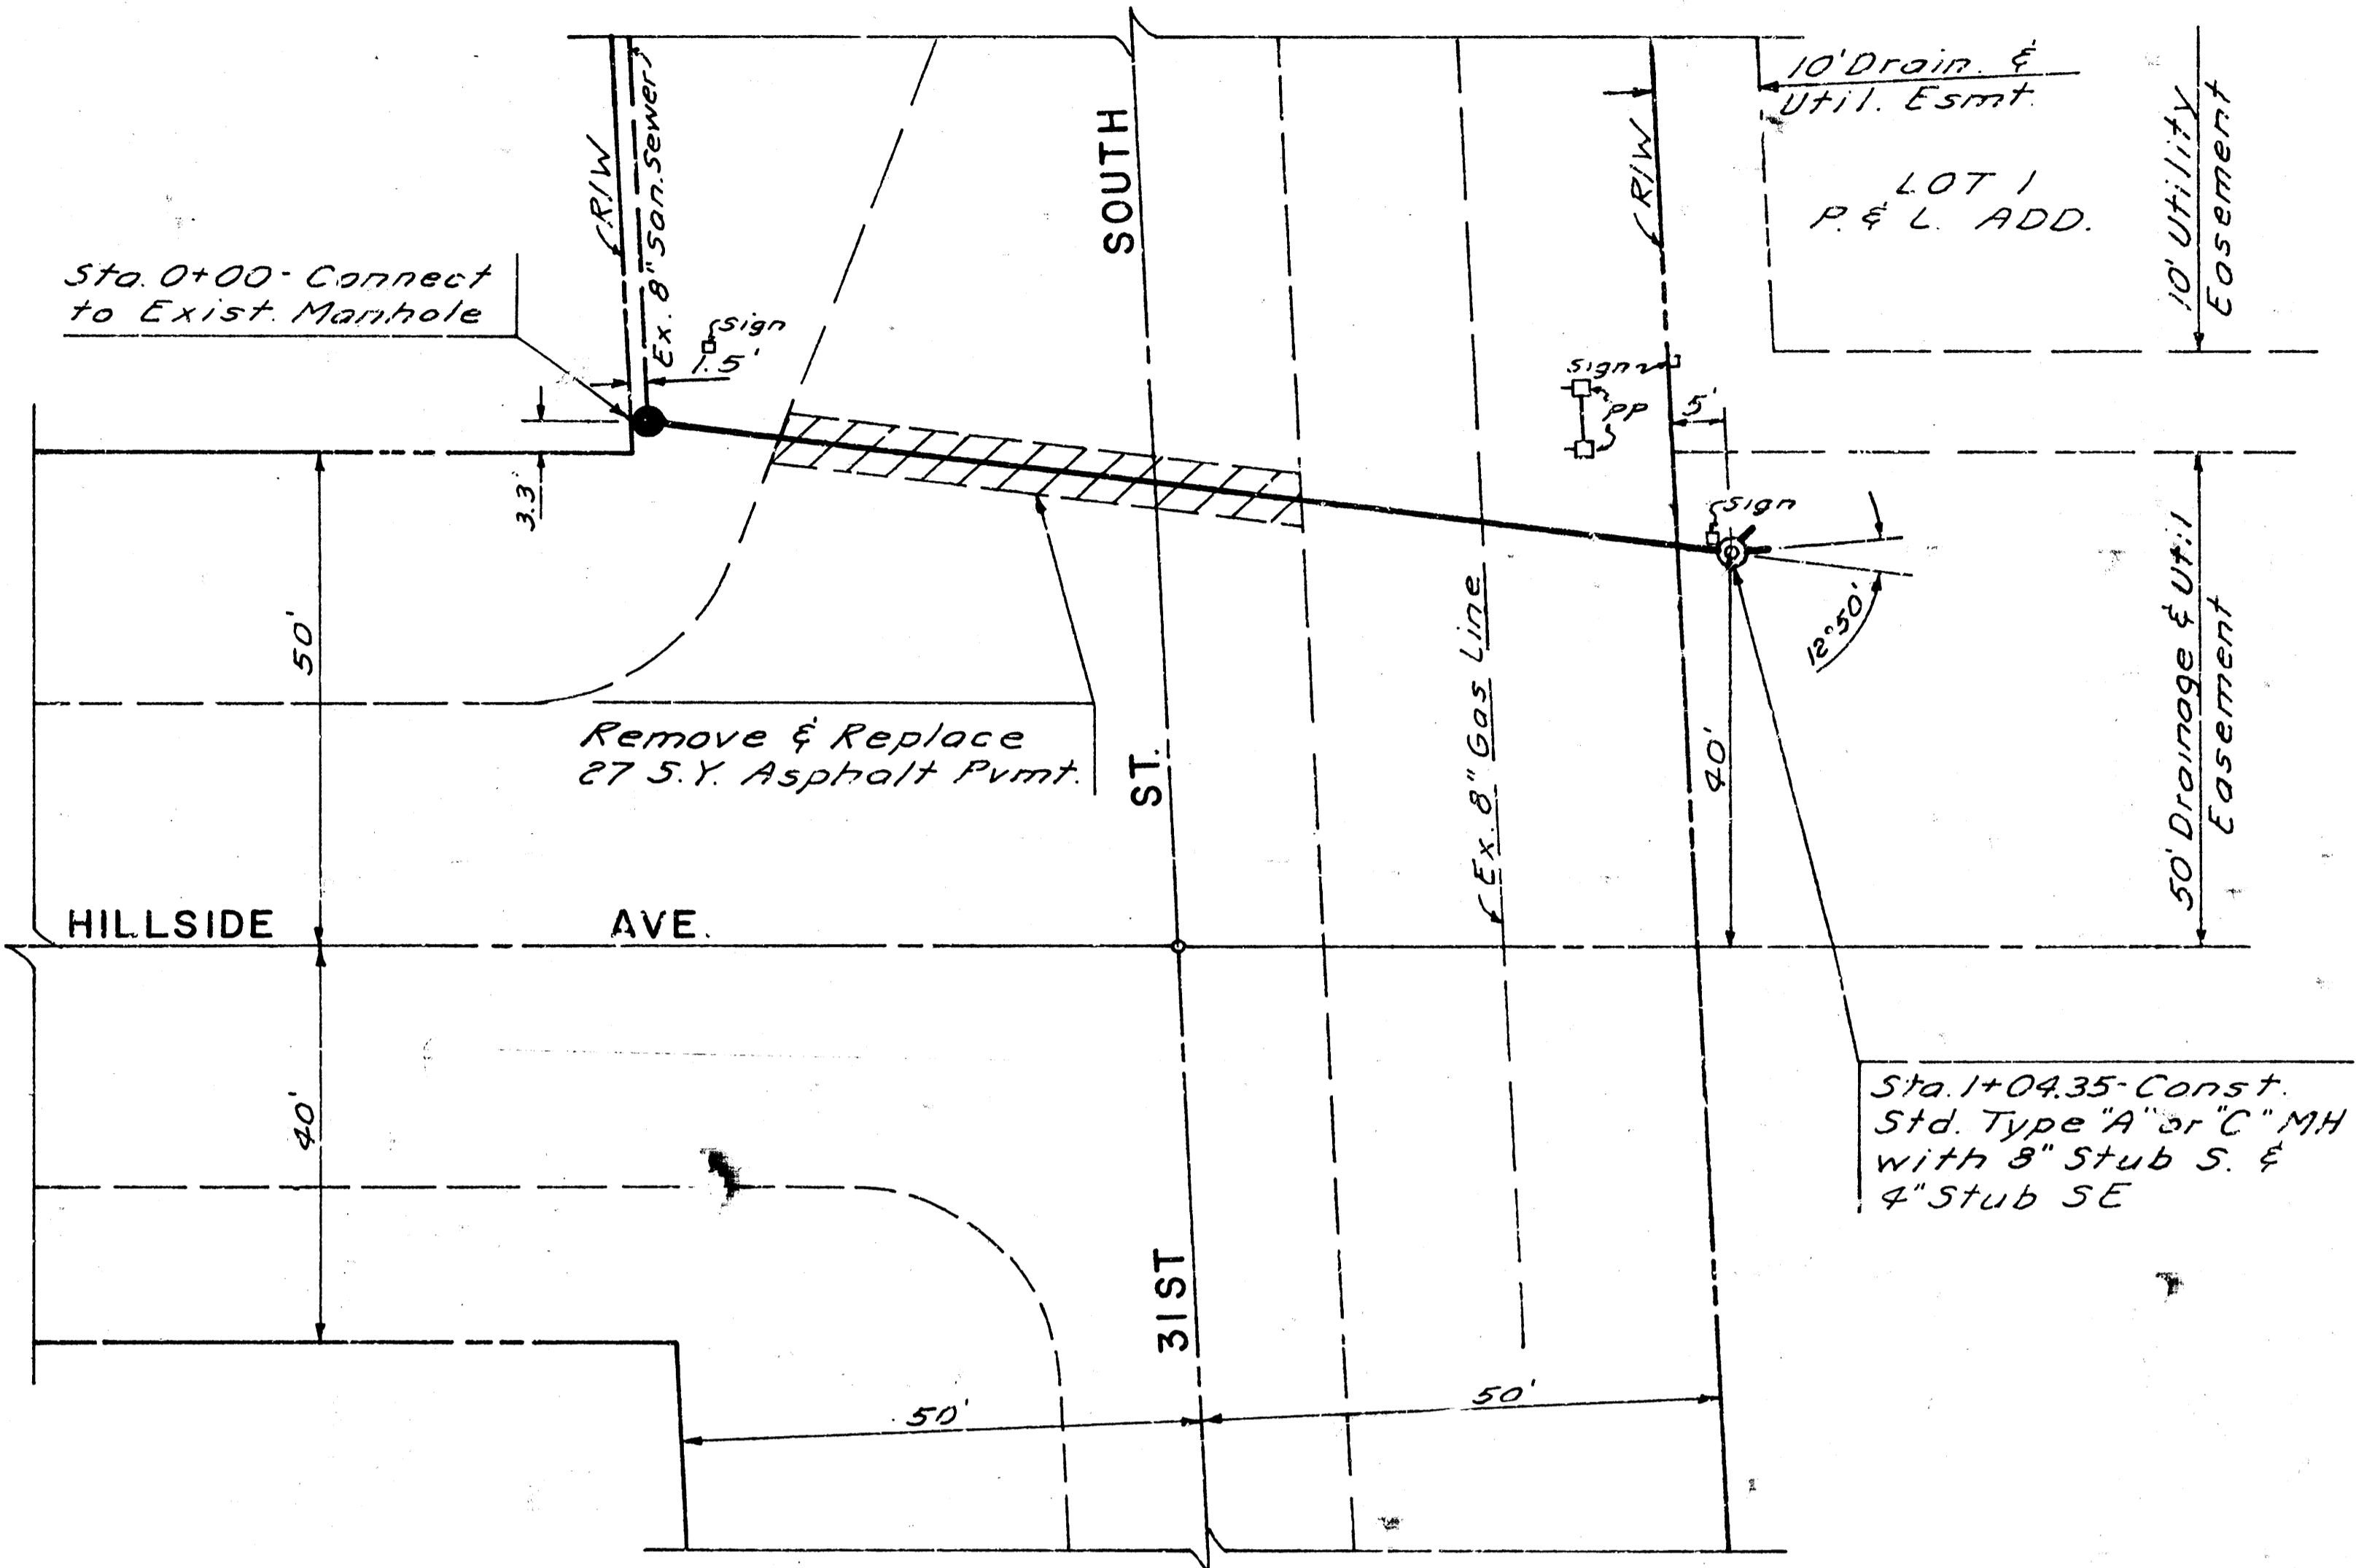 10' Drain. &
Util. Esmt.
LOT 1
P. & L. ADD.
10' Utility
Easement
R/W
Ex. 8" San. Sewer
SOUTH
R/W
Sta. 0+00 - Connect
to Exist. Manhole
sign
1.5'
sign
PP
5'
3.3'
sign
12°50'
50'
Remove & Replace
27 S.Y. Asphalt Pvmt.
ST.
Ex. 8" Gas Line
40'
50' Drainage & Util
Easement
HILLSIDE AVE.
40'
Sta. 1+04.35 - Const.
Std. Type "A" or "C" MH
with 8" Stub S. &
4" Stub SE
31ST
50'
50'